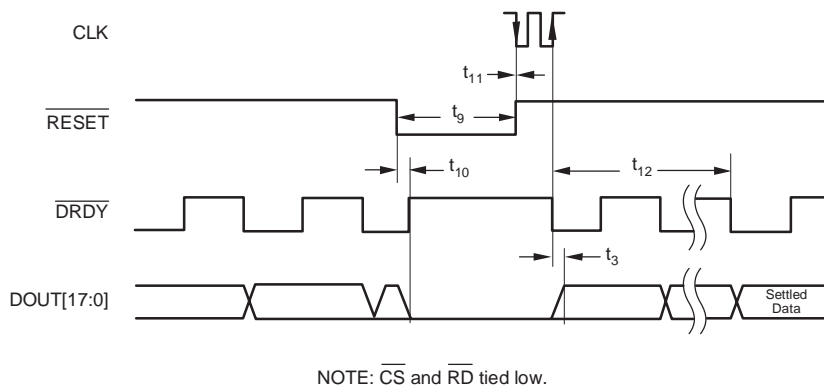 CLK
t11
RESET
t9
t10
t12
DRDY
t3
DOUT[17:0]
Settled
Data
NOTE: CS and RD tied low.